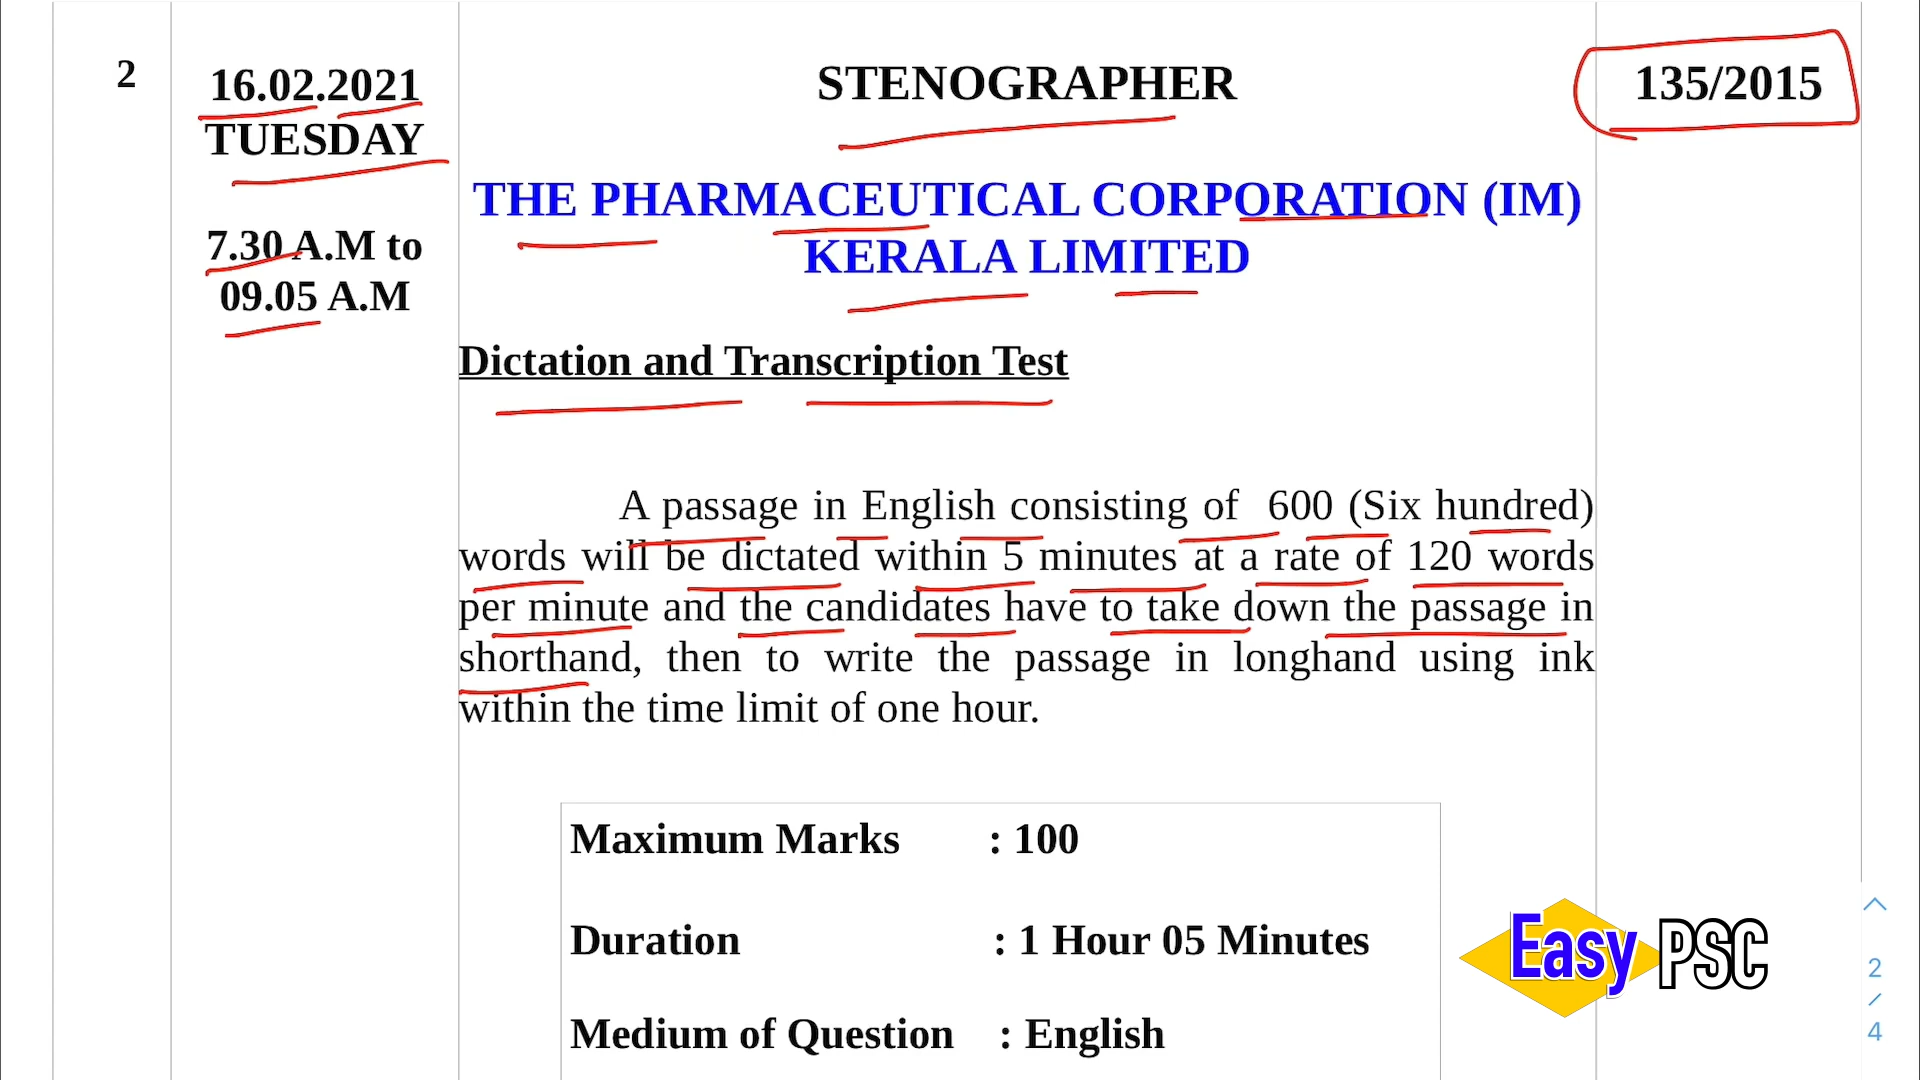 2
16.02.2021
TUESDAY
7.30 A.M to
09.05 A.M
STENOGRAPHER
THE PHARMACEUTICAL CORPORATION (IM)
KERALA LIMITED
135/2015
Dictation and Transcription Test
A passage in English consisting of 600 (Six hundred)
words will be dictated within 5 minutes at a rate of 120 words
per minute and the candidates have to take down the passage in
shorthand, then to write the passage in longhand using ink
within the time limit of one hour.
Maximum Marks : 100
Duration : 1 Hour 05 Minutes
Medium of Question : English
Easy PSC
2
/
4